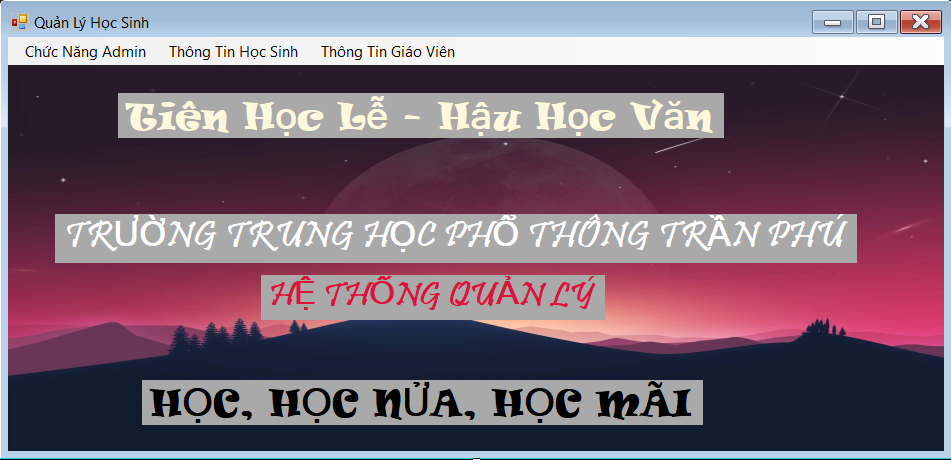 Quản Lý Học Sinh
Chức Năng Admin Thông Tin Học Sinh Thông Tin Giáo Viên
Tiên Học Lễ - Hậu Học Văn
TRƯỜNG TRUNG HỌC PHỔ THÔNG TRẦN PHÚ
HỆ THỐNG QUẢN LÝ
HỌC, HỌC NỬA, HỌC MÃI